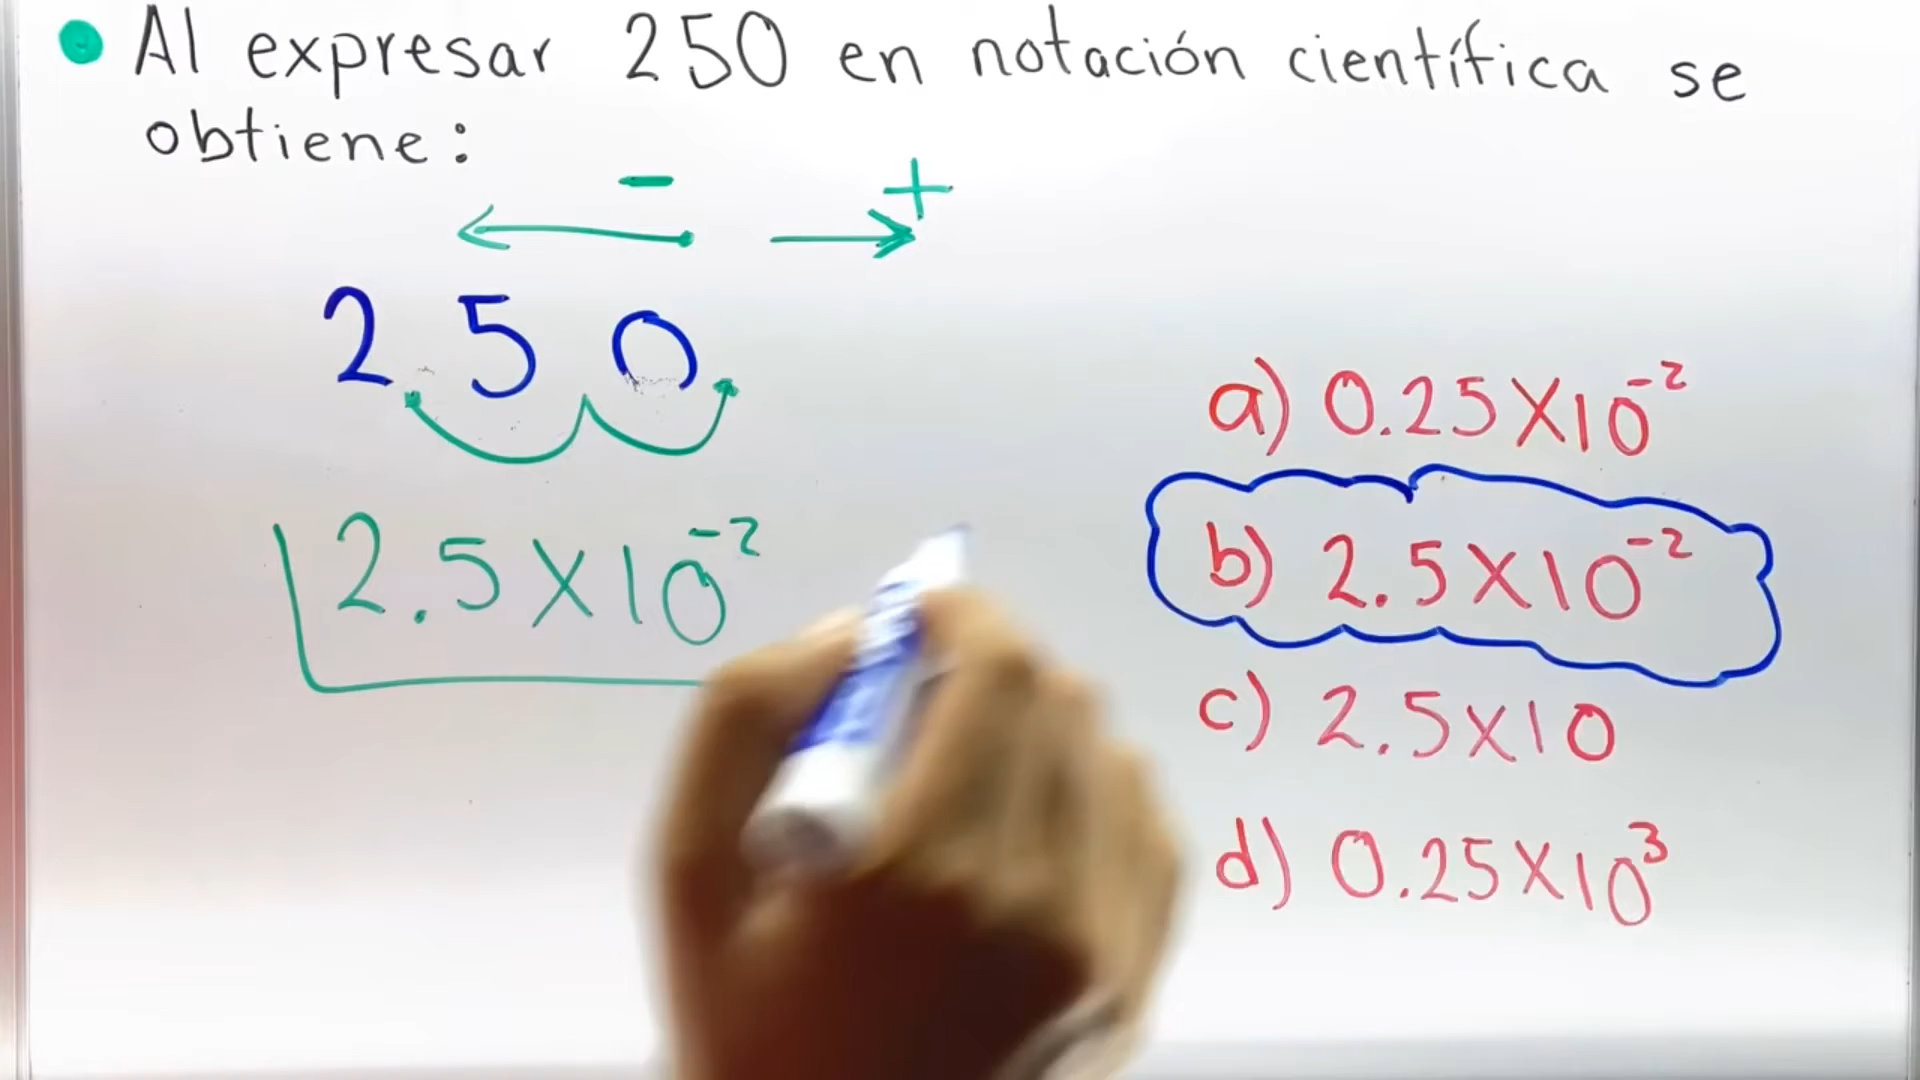 Al expresar 250 en notación científica se
obtiene:
- +
250.
2.5X10⁻²
a) 0.25X10⁻²
b) 2.5X10⁻²
c) 2.5X10
d) 0.25X10³